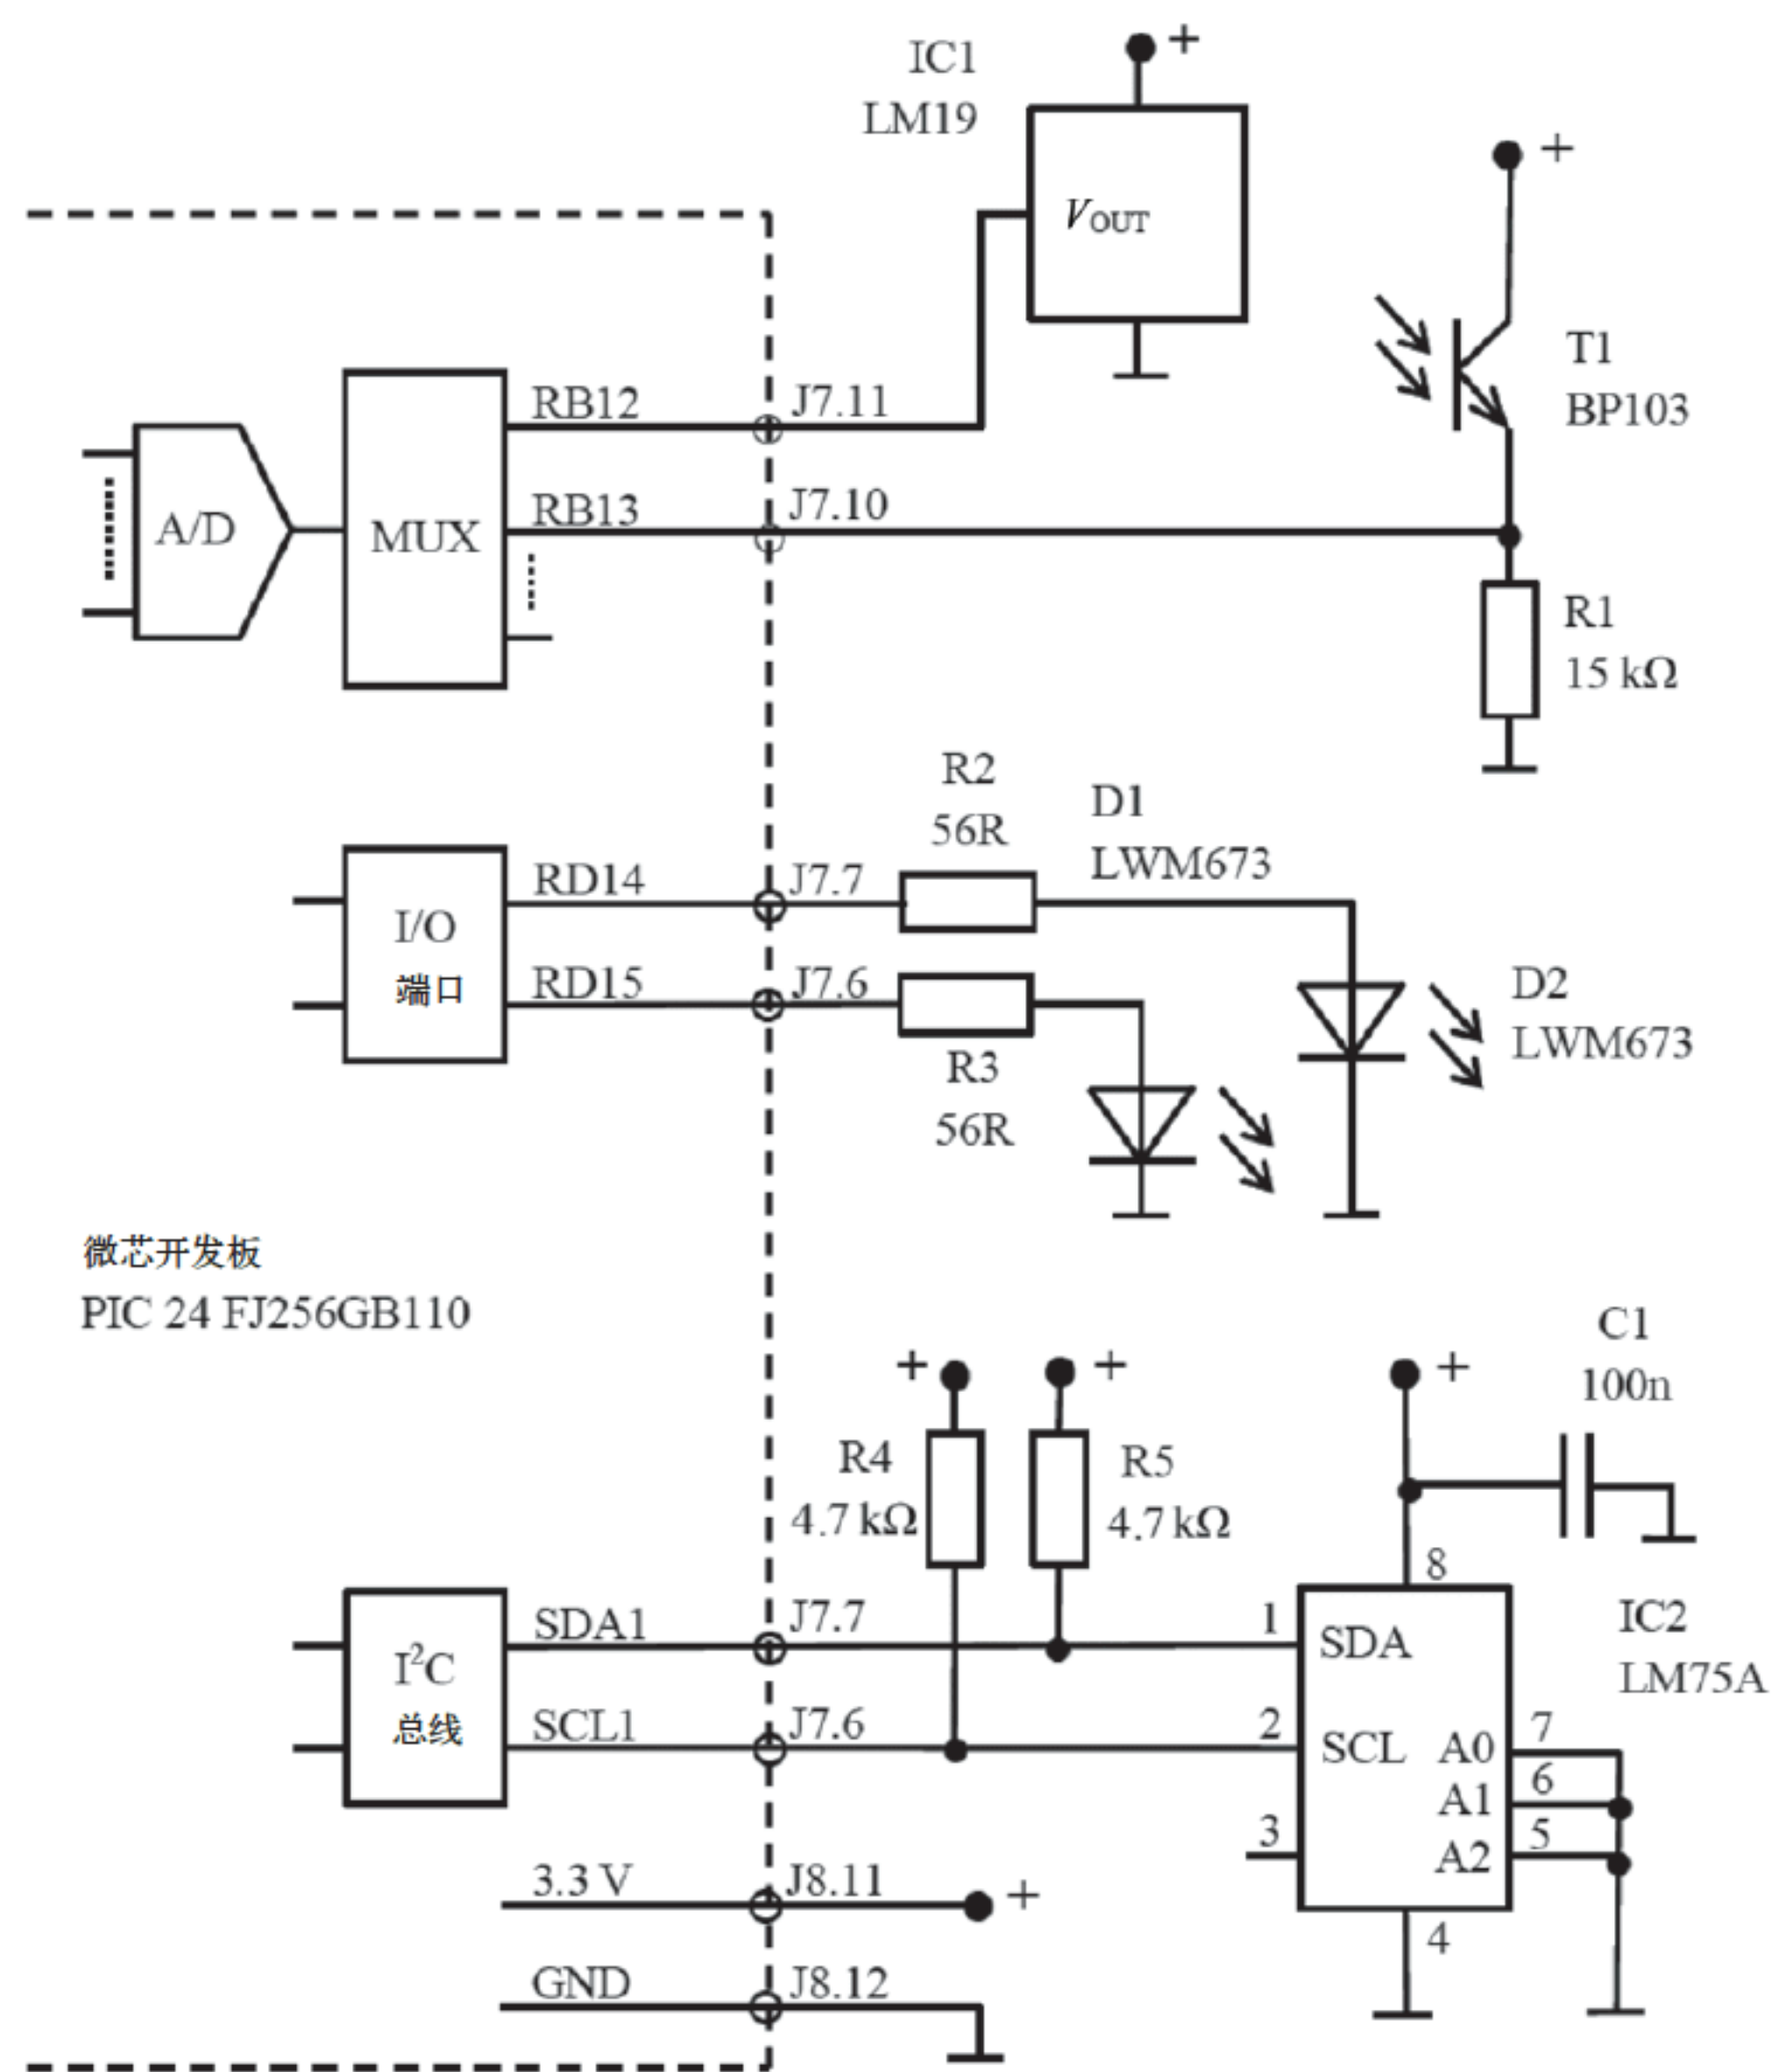 IC1
LM19
+
+
VOUT
T1
BP103
RB12
J7.11
A/D
MUX
RB13
J7.10
R1
15 kΩ
R2
56R
D1
LWM673
I/O
端口
RD14
J7.7
RD15
J7.6
R3
56R
D2
LWM673
微芯开发板
PIC 24 FJ256GB110
C1
100n
+
+
+
R4
4.7 kΩ
R5
4.7 kΩ
8
I²C
总线
SDA1
J7.7
1
SDA
IC2
LM75A
SCL1
J7.6
2
SCL
A0
7
A1
6
3
A2
5
3.3 V
J8.11
+
4
GND
J8.12